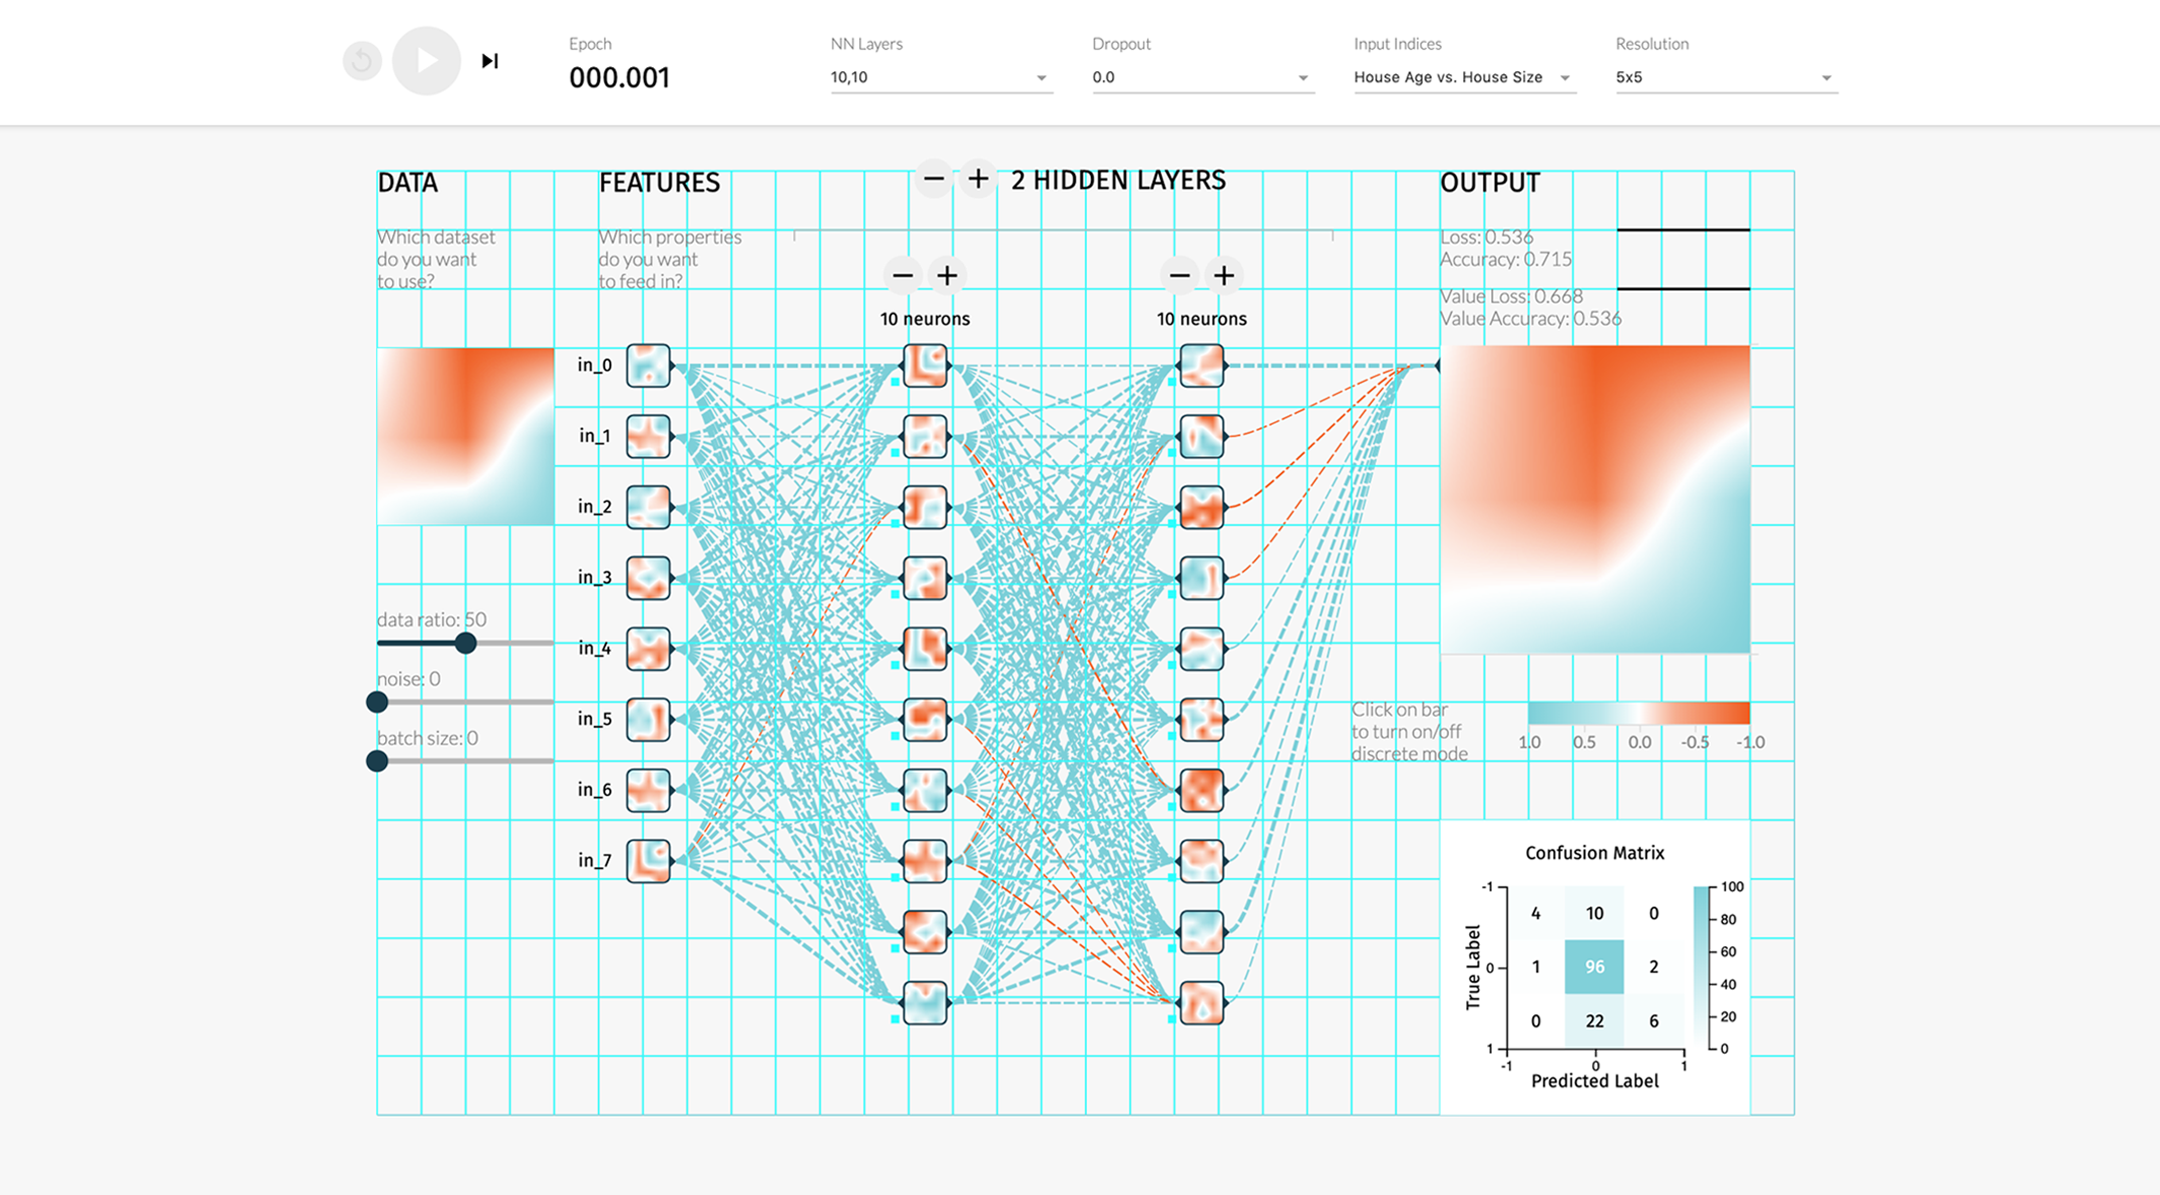 Epoch
000.001
NN Layers
10,10
Dropout
0.0
Input Indices
House Age vs. House Size
Resolution
5x5
DATA
Which dataset
do you want
to use?
data ratio: 50
noise: 0
batch size: 0
FEATURES
Which properties
do you want
to feed in?
in_0
in_1
in_2
in_3
in_4
in_5
in_6
in_7
2 HIDDEN LAYERS
10 neurons
10 neurons
OUTPUT
Loss: 0.536
Accuracy: 0.715
Value Loss: 0.668
Value Accuracy: 0.536
Click on bar
to turn on/off
discrete mode
1.0 0.5 0.0 -0.5 -1.0
Confusion Matrix
True Label
-1
0
1
4 10 0
1 96 2
0 22 6
-1 0 1
Predicted Label
100
80
60
40
20
0